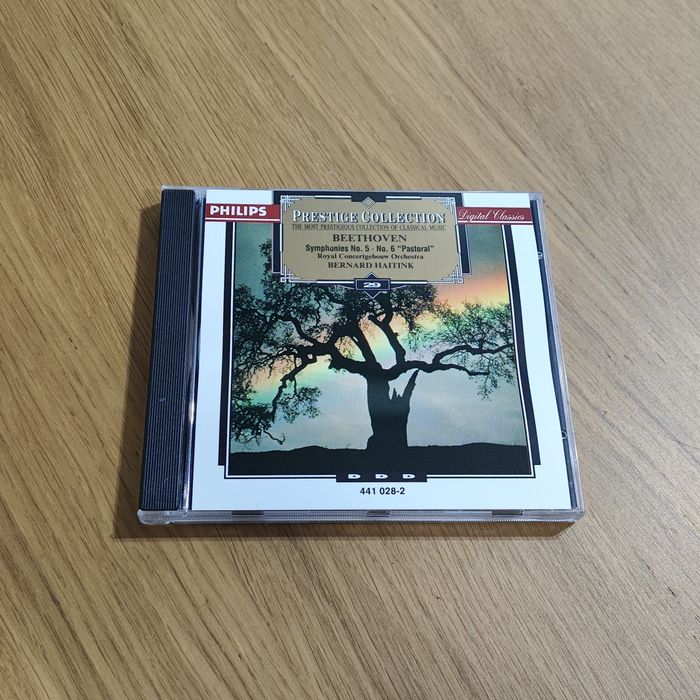 PHILIPS
PRESTIGE COLLECTION
Digital Classics
THE MOST PRESTIGIOUS COLLECTION OF CLASSICAL MUSIC
BEETHOVEN
Symphonies No. 5 - No. 6 "Pastoral"
Royal Concertgebouw Orchestra
BERNARD HAITINK
29
D D D
441 028-2